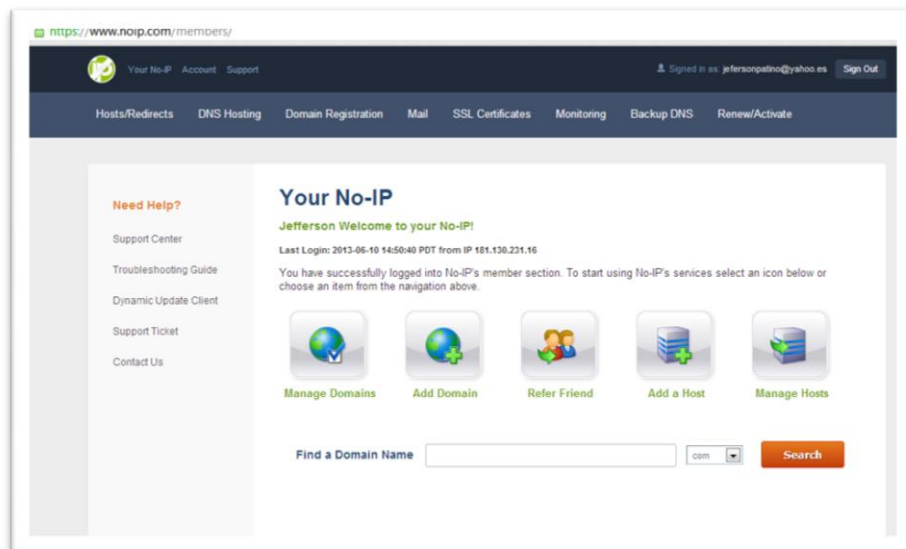 https://www.noip.com/members/
Your No-IP Account Support
Signed in as: jefersonpatino@yahoo.es Sign Out
Hosts/Redirects DNS Hosting Domain Registration Mail SSL Certificates Monitoring Backup DNS Renew/Activate
Need Help?
Support Center
Troubleshooting Guide
Dynamic Update Client
Support Ticket
Contact Us
Your No-IP
Jefferson Welcome to your No-IP!
Last Login: 2013-06-10 14:50:40 PDT from IP 181.130.231.16
You have successfully logged into No-IP's member section. To start using No-IP's services select an icon below or
choose an item from the navigation above.
Manage Domains Add Domain Refer Friend Add a Host Manage Hosts
Find a Domain Name com Search